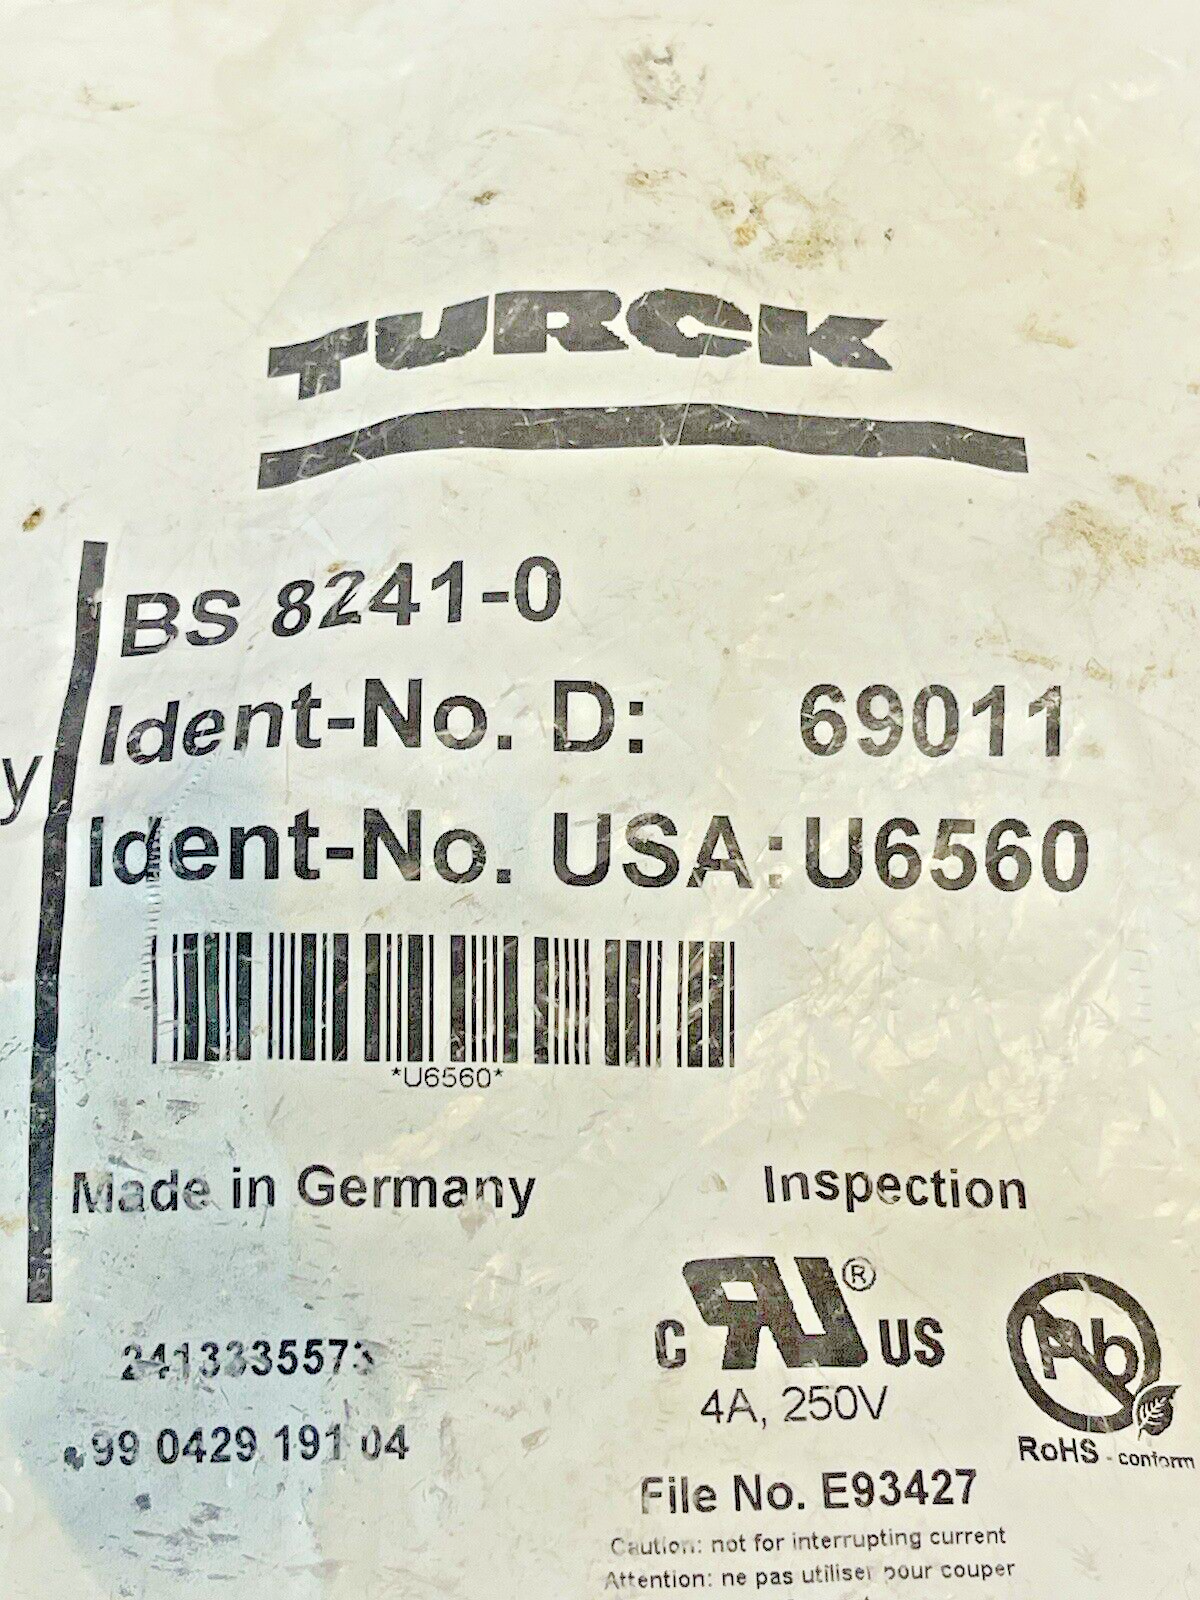 TURCK
BS 8241-0
Ident-No. D: 69011
y
Ident-No. USA: U6560
*U6560*
Made in Germany Inspection
2413335573
99 0429 191 04
C RU ® US
4A, 250V
Pb
RoHS - conform
File No. E93427
Caution: not for interrupting current
Attention: ne pas utiliser pour couper